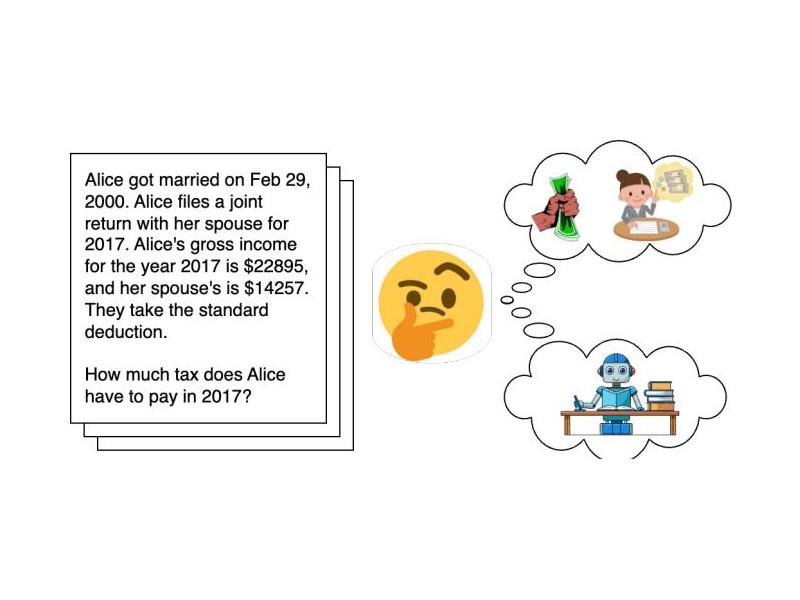 Alice got married on Feb 29,
2000. Alice files a joint
return with her spouse for
2017. Alice's gross income
for the year 2017 is $22895,
and her spouse's is $14257.
They take the standard
deduction.
How much tax does Alice
have to pay in 2017?